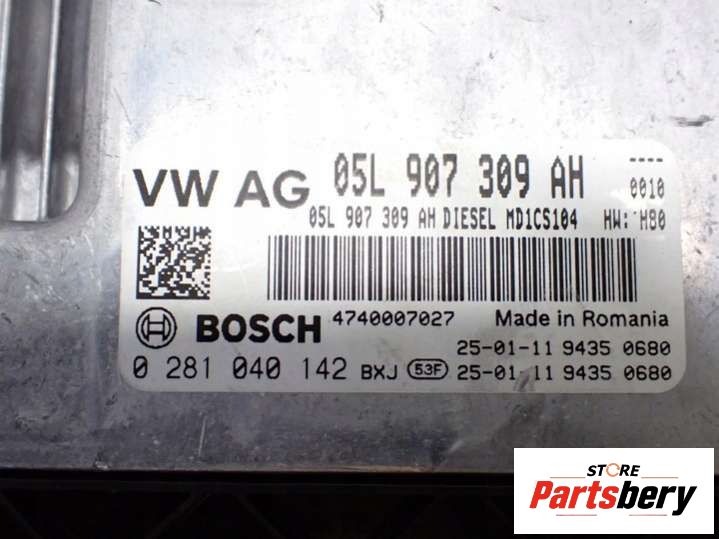 VW AG 05L 907 309 AH ----
0010
05L 907 309 AH DIESEL MD1CS104 HW: H80
BOSCH 4740007027 Made in Romania
25-01-11 9435 0680
0 281 040 142 BXJ 53F 25-01-11 9435 0680
STORE
Partsbery